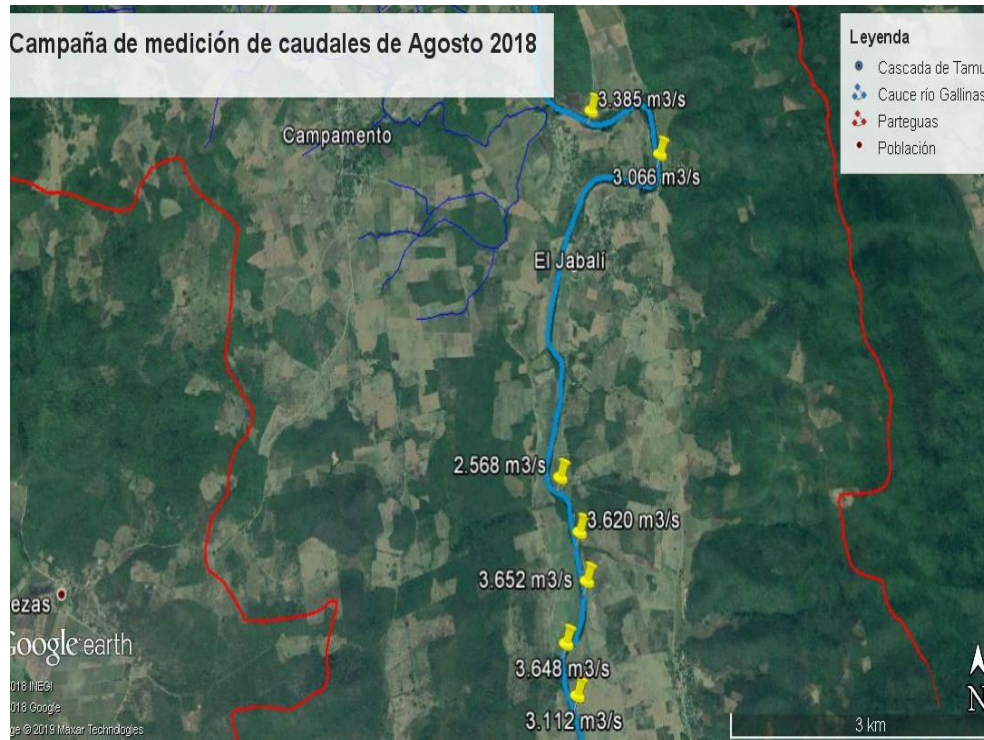 Campaña de medición de caudales de Agosto 2018
Leyenda
Cascada de Tamu
Cauce río Gallinas
Parteguas
Población
3.385 m3/s
Campamento
3.066 m3/s
El Jabalí
2.568 m3/s
3.620 m3/s
3.652 m3/s
ezas
Google earth
3.648 m3/s
018 INEGI
018 Google
ge © 2019 Maxar Technologies
3.112 m3/s
3 km
N